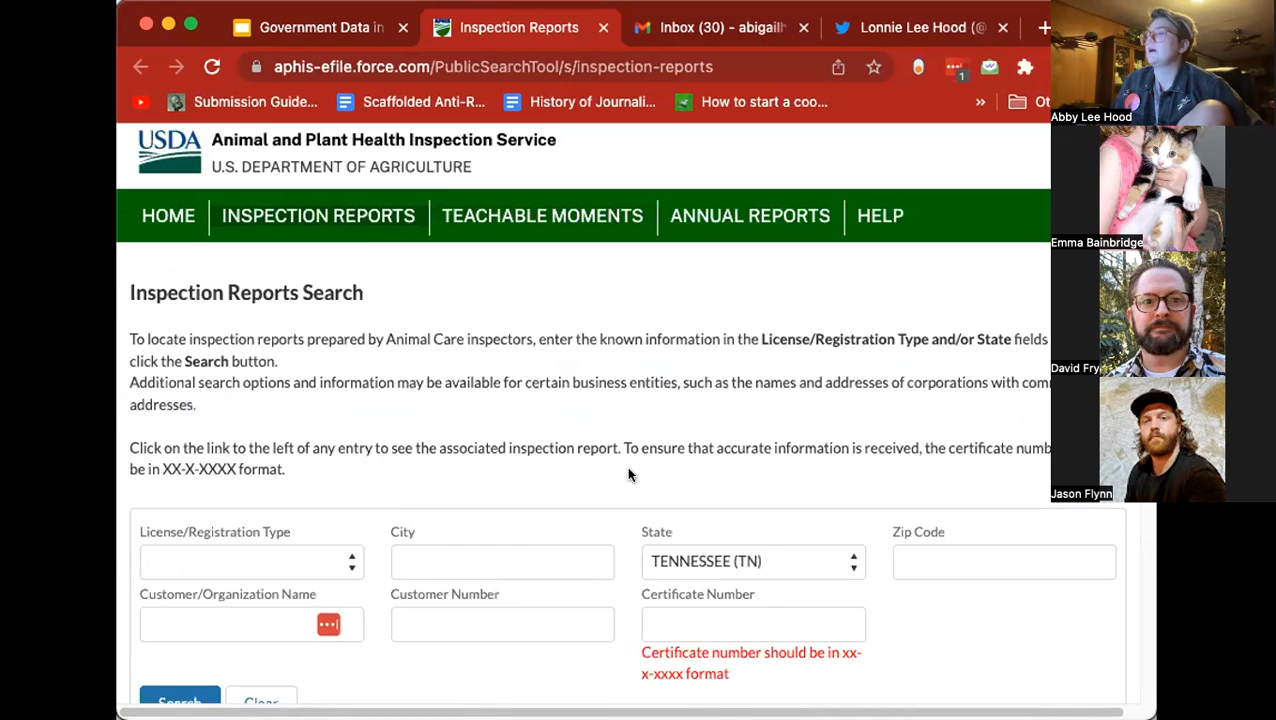 Government Data in
Inspection Reports
Inbox (30) - abigailh
Lonnie Lee Hood (@
aphis-efile.force.com/PublicSearchTool/s/inspection-reports
1
Submission Guide...
Scaffolded Anti-R...
History of Journali...
How to start a coo...
»
Ot
USDA
Animal and Plant Health Inspection Service
U.S. DEPARTMENT OF AGRICULTURE
HOME
INSPECTION REPORTS
TEACHABLE MOMENTS
ANNUAL REPORTS
HELP
Inspection Reports Search
To locate inspection reports prepared by Animal Care inspectors, enter the known information in the License/Registration Type and/or State fields
click the Search button.
Additional search options and information may be available for certain business entities, such as the names and addresses of corporations with com
addresses.
Click on the link to the left of any entry to see the associated inspection report. To ensure that accurate information is received, the certificate numb
be in XX-X-XXXX format.
License/Registration Type
City
State
Zip Code
TENNESSEE (TN)
Customer/Organization Name
Customer Number
Certificate Number
Certificate number should be in xx-
x-xxxx format
Search
Clear
Abby Lee Hood
Emma Bainbridge
David Fry
Jason Flynn